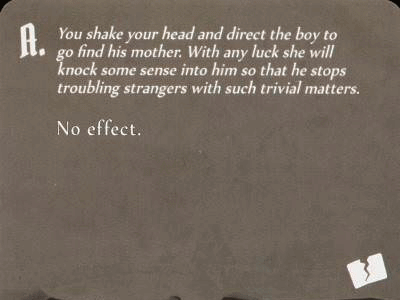 A. You shake your head and direct the boy to
go find his mother. With any luck she will
knock some sense into him so that he stops
troubling strangers with such trivial matters.
No effect.